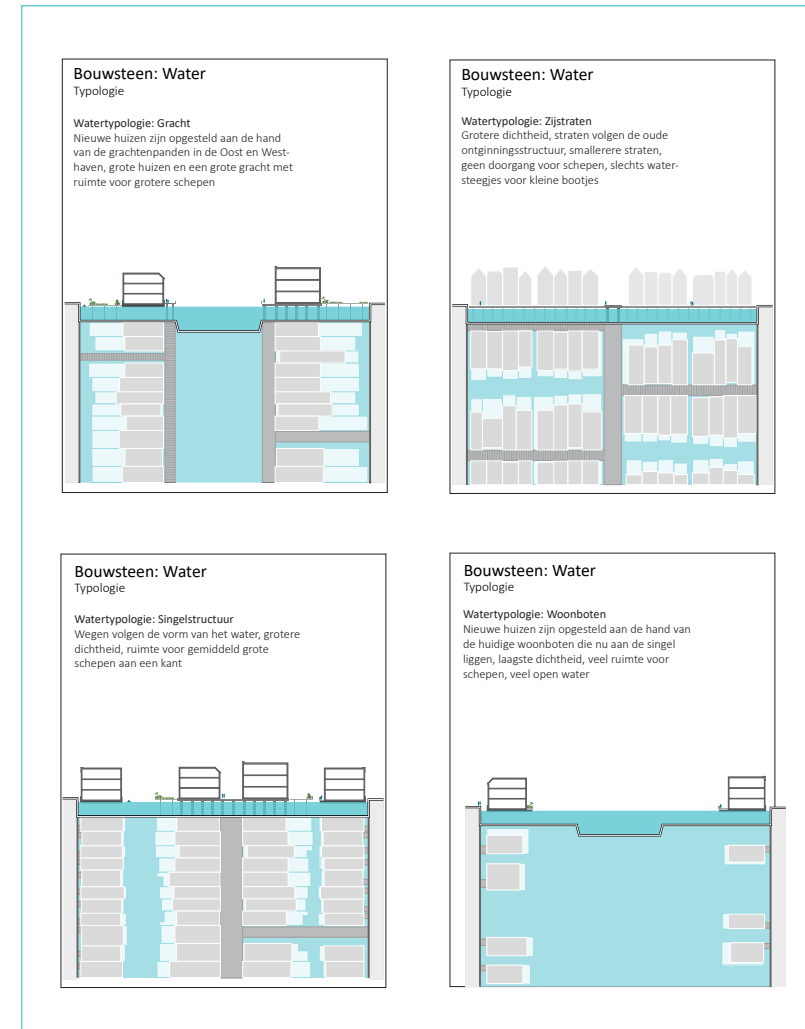 Bouwsteen: Water
Typologie
Watertypologie: Gracht
Nieuwe huizen zijn opgesteld aan de hand
van de grachtenpanden in de Oost en West-
haven, grote huizen en een grote gracht met
ruimte voor grotere schepen
Bouwsteen: Water
Typologie
Watertypologie: Zijstraten
Grotere dichtheid, straten volgen de oude
ontginningsstructuur, smallerere straten,
geen doorgang voor schepen, slechts water-
steegjes voor kleine bootjes
Bouwsteen: Water
Typologie
Watertypologie: Singelstructuur
Wegen volgen de vorm van het water, grotere
dichtheid, ruimte voor gemiddeld grote
schepen aan een kant
Bouwsteen: Water
Typologie
Watertypologie: Woonboten
Nieuwe huizen zijn opgesteld aan de hand van
de huidige woonboten die nu aan de singel
liggen, laagste dichtheid, veel ruimte voor
schepen, veel open water